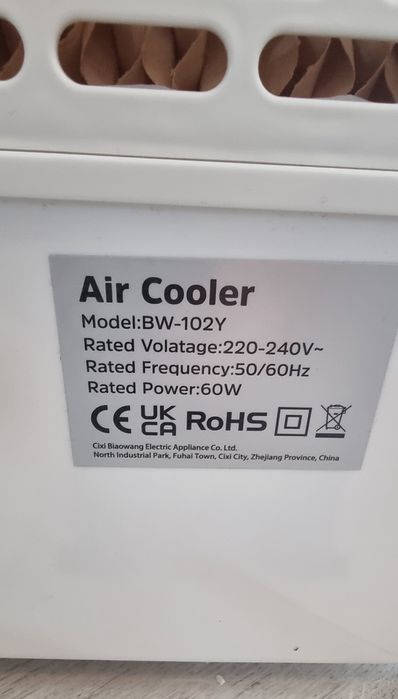 Air Cooler
Model:BW-102Y
Rated Volatage:220-240V~
Rated Frequency:50/60Hz
Rated Power:60W
CE UK CA RoHS
Cixi Biaowang Electric Appliance Co. Ltd.
North Industrial Park, Fuhai Town, Cixi City, Zhejiang Province, China